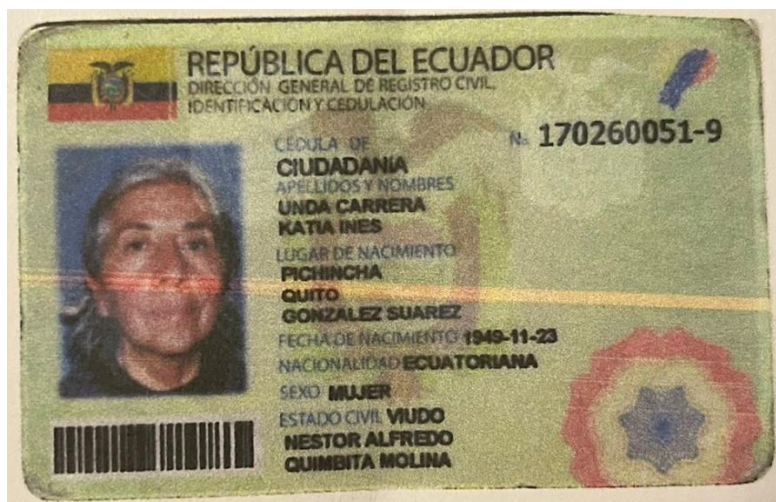 REPÚBLICA DEL ECUADOR
DIRECCIÓN GENERAL DE REGISTRO CIVIL,
IDENTIFICACIÓN Y CEDULACIÓN
CÉDULA DE Nº 170260051-9
CIUDADANIA
APELLIDOS Y NOMBRES
UNDA CARRERA
KATIA INES
LUGAR DE NACIMIENTO
PICHINCHA
QUITO
GONZALEZ SUAREZ
FECHA DE NACIMIENTO 1949-11-23
NACIONALIDAD ECUATORIANA
SEXO MUJER
ESTADO CIVIL VIUDO
NESTOR ALFREDO
QUIMBITA MOLINA